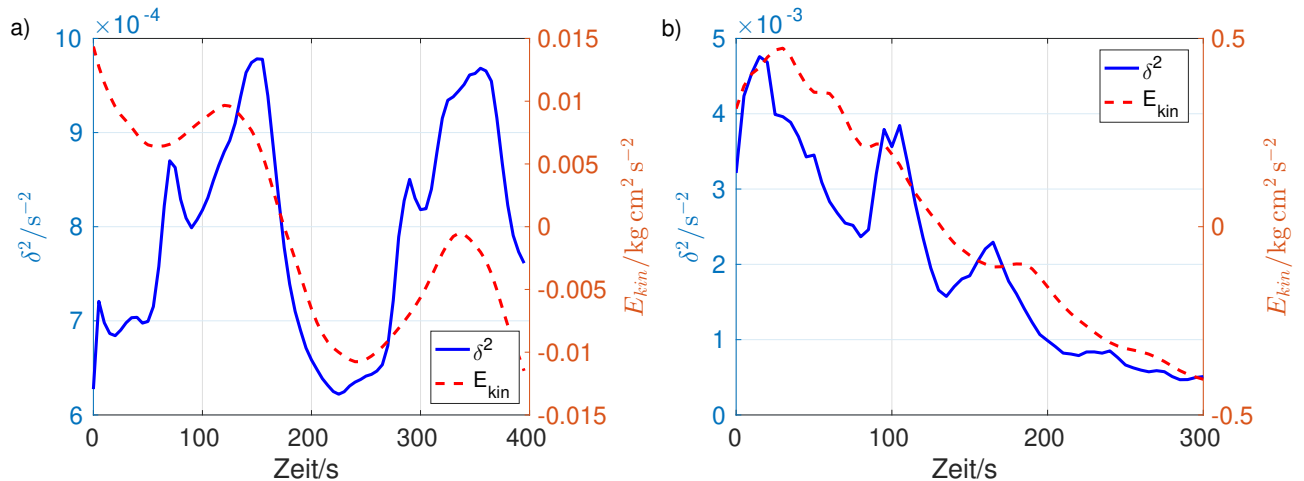 a)
×10⁻⁴
10
9
8
7
6
δ²/s⁻²
0.015
0.010
0.005
0
-0.005
-0.010
-0.015
E_kin/kg cm² s⁻²
0 100 200 300 400
Zeit/s
δ²
E_kin
b)
×10⁻³
5
4
3
2
1
0
δ²/s⁻²
0.5
0
-0.5
E_kin/kg cm² s⁻²
0 100 200 300
Zeit/s
δ²
E_kin